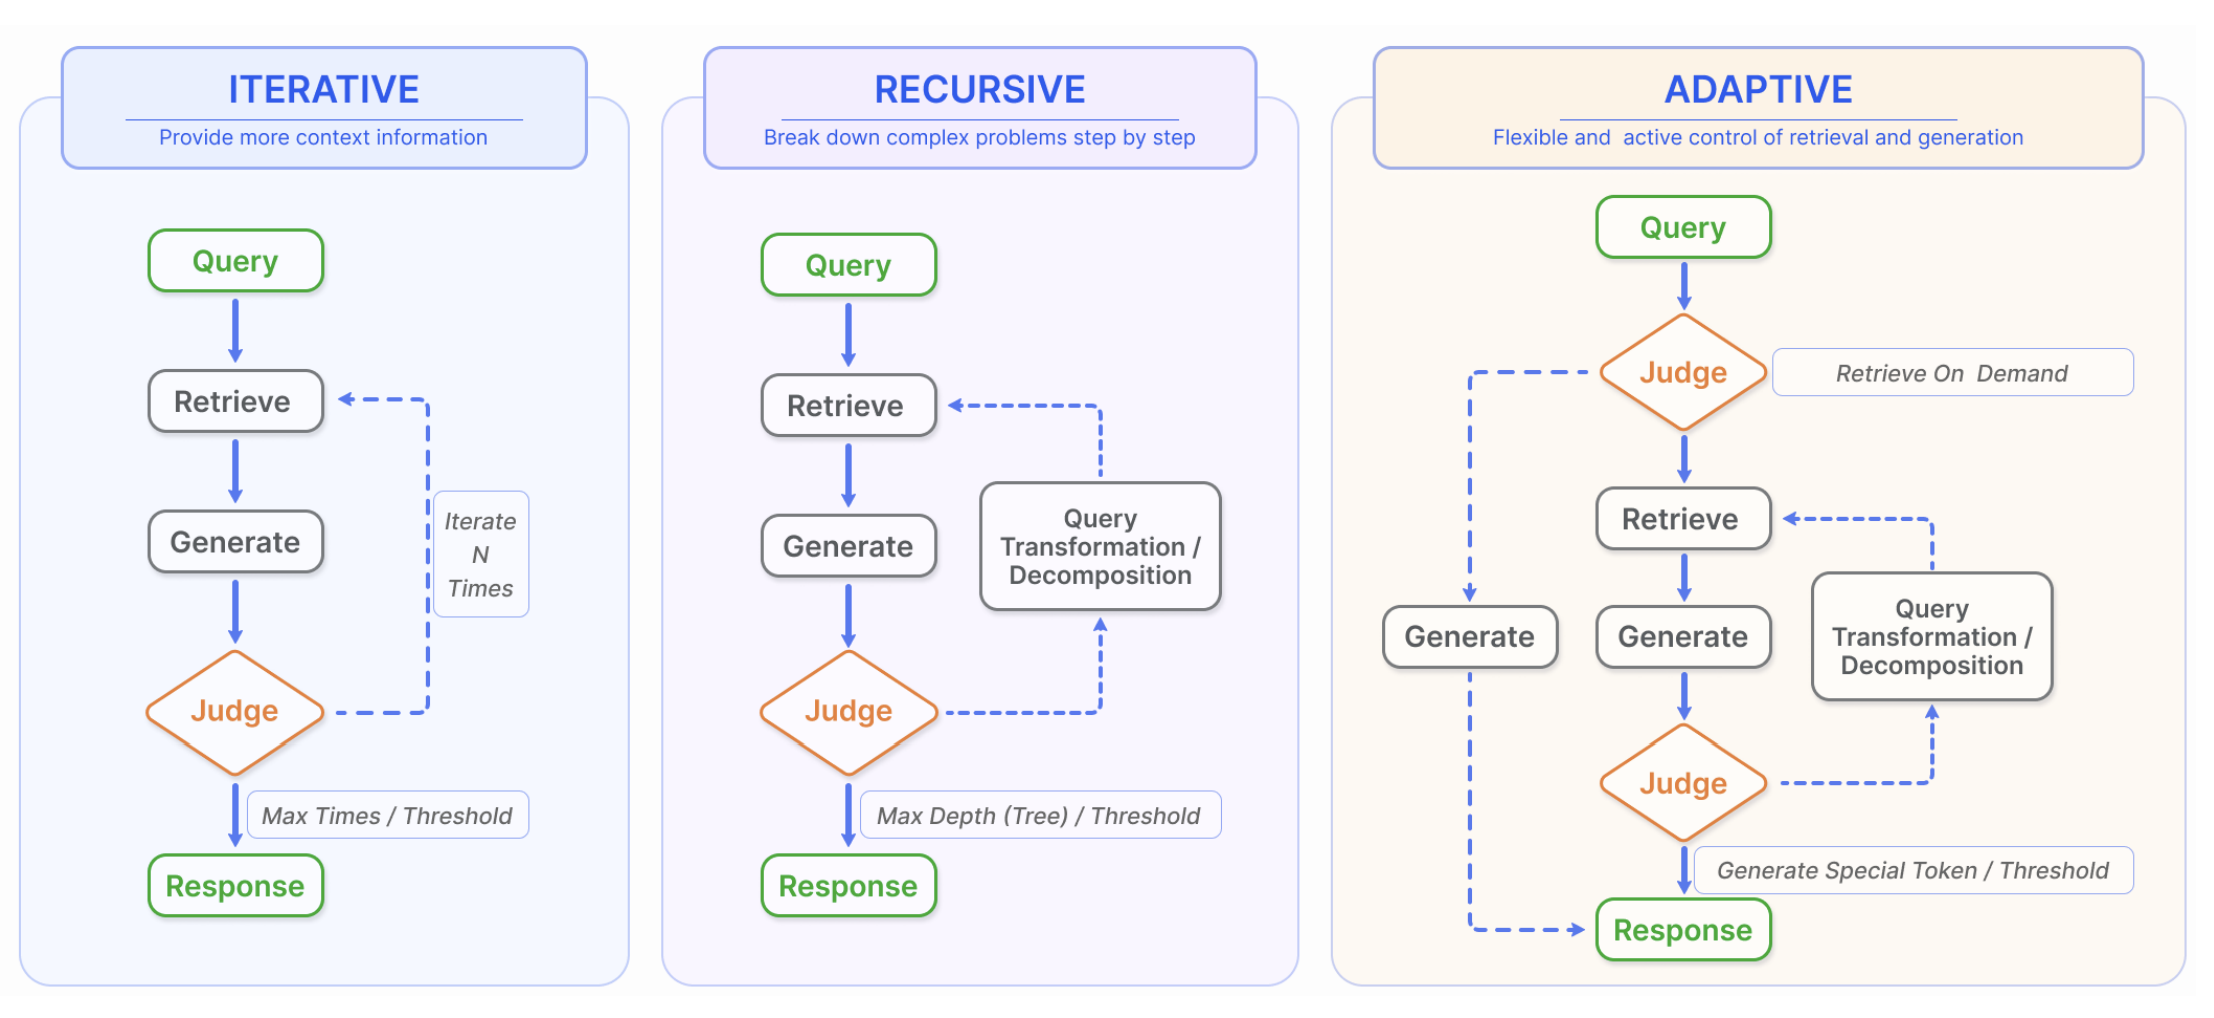 ITERATIVE
Provide more context information
Query
Retrieve
Iterate
N
Times
Generate
Judge
Max Times / Threshold
Response
RECURSIVE
Break down complex problems step by step
Query
Retrieve
Query
Transformation /
Decomposition
Generate
Judge
Max Depth (Tree) / Threshold
Response
ADAPTIVE
Flexible and active control of retrieval and generation
Query
Judge
Retrieve On Demand
Retrieve
Generate
Generate
Query
Transformation /
Decomposition
Judge
Generate Special Token / Threshold
Response